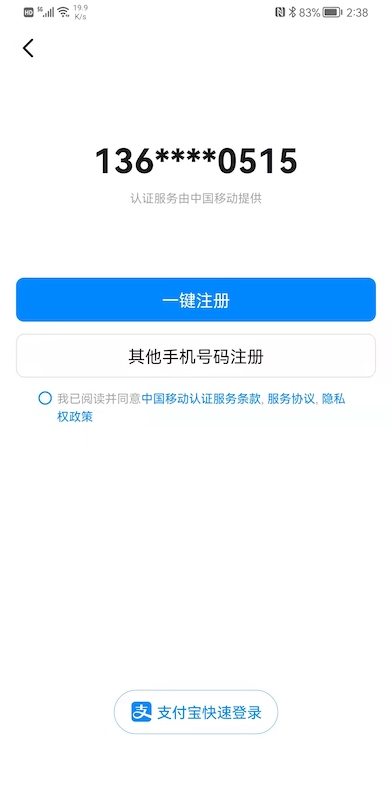 HD 5G 19.9 K/s 83% 2:38
136****0515
认证服务由中国移动提供
一键注册
其他手机号码注册
我已阅读并同意中国移动认证服务条款, 服务协议, 隐私
权政策
支 支付宝快速登录